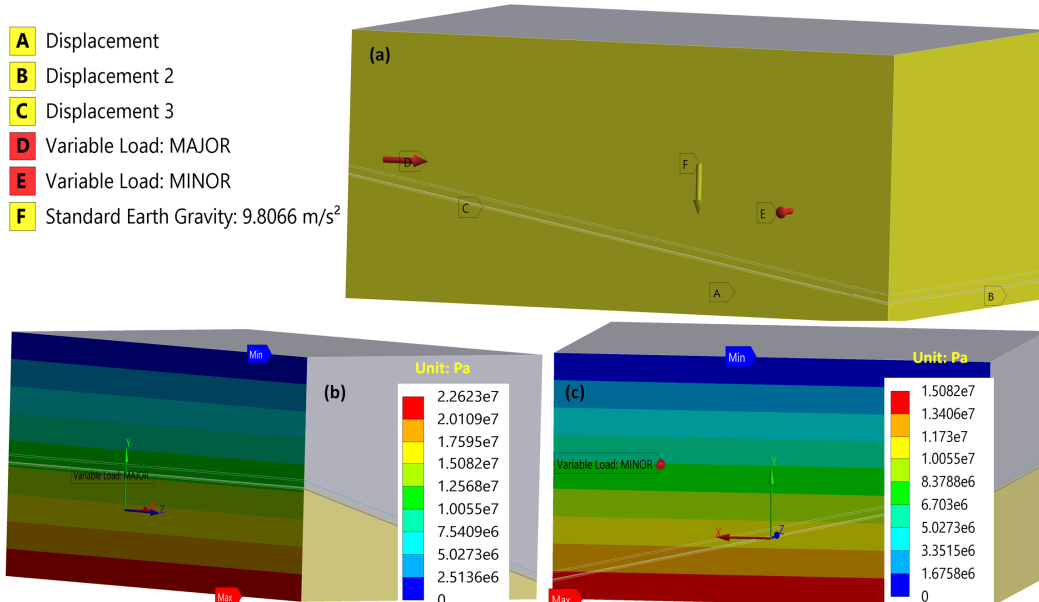 A Displacement
B Displacement 2
C Displacement 3
D Variable Load: MAJOR
E Variable Load: MINOR
F Standard Earth Gravity: 9.8066 m/s²
(a)
D
F
C
E
A
B
Min
(b)
Unit: Pa
2.2623e7
2.0109e7
1.7595e7
1.5082e7
1.2568e7
1.0055e7
7.5409e6
5.0273e6
2.5136e6
0
Y
Variable Load: MAJOR
Z
Max
Min
(c)
Unit: Pa
1.5082e7
1.3406e7
1.173e7
1.0055e7
8.3788e6
6.703e6
5.0273e6
3.3515e6
1.6758e6
0
Variable Load: MINOR
Y
X
Z
Max